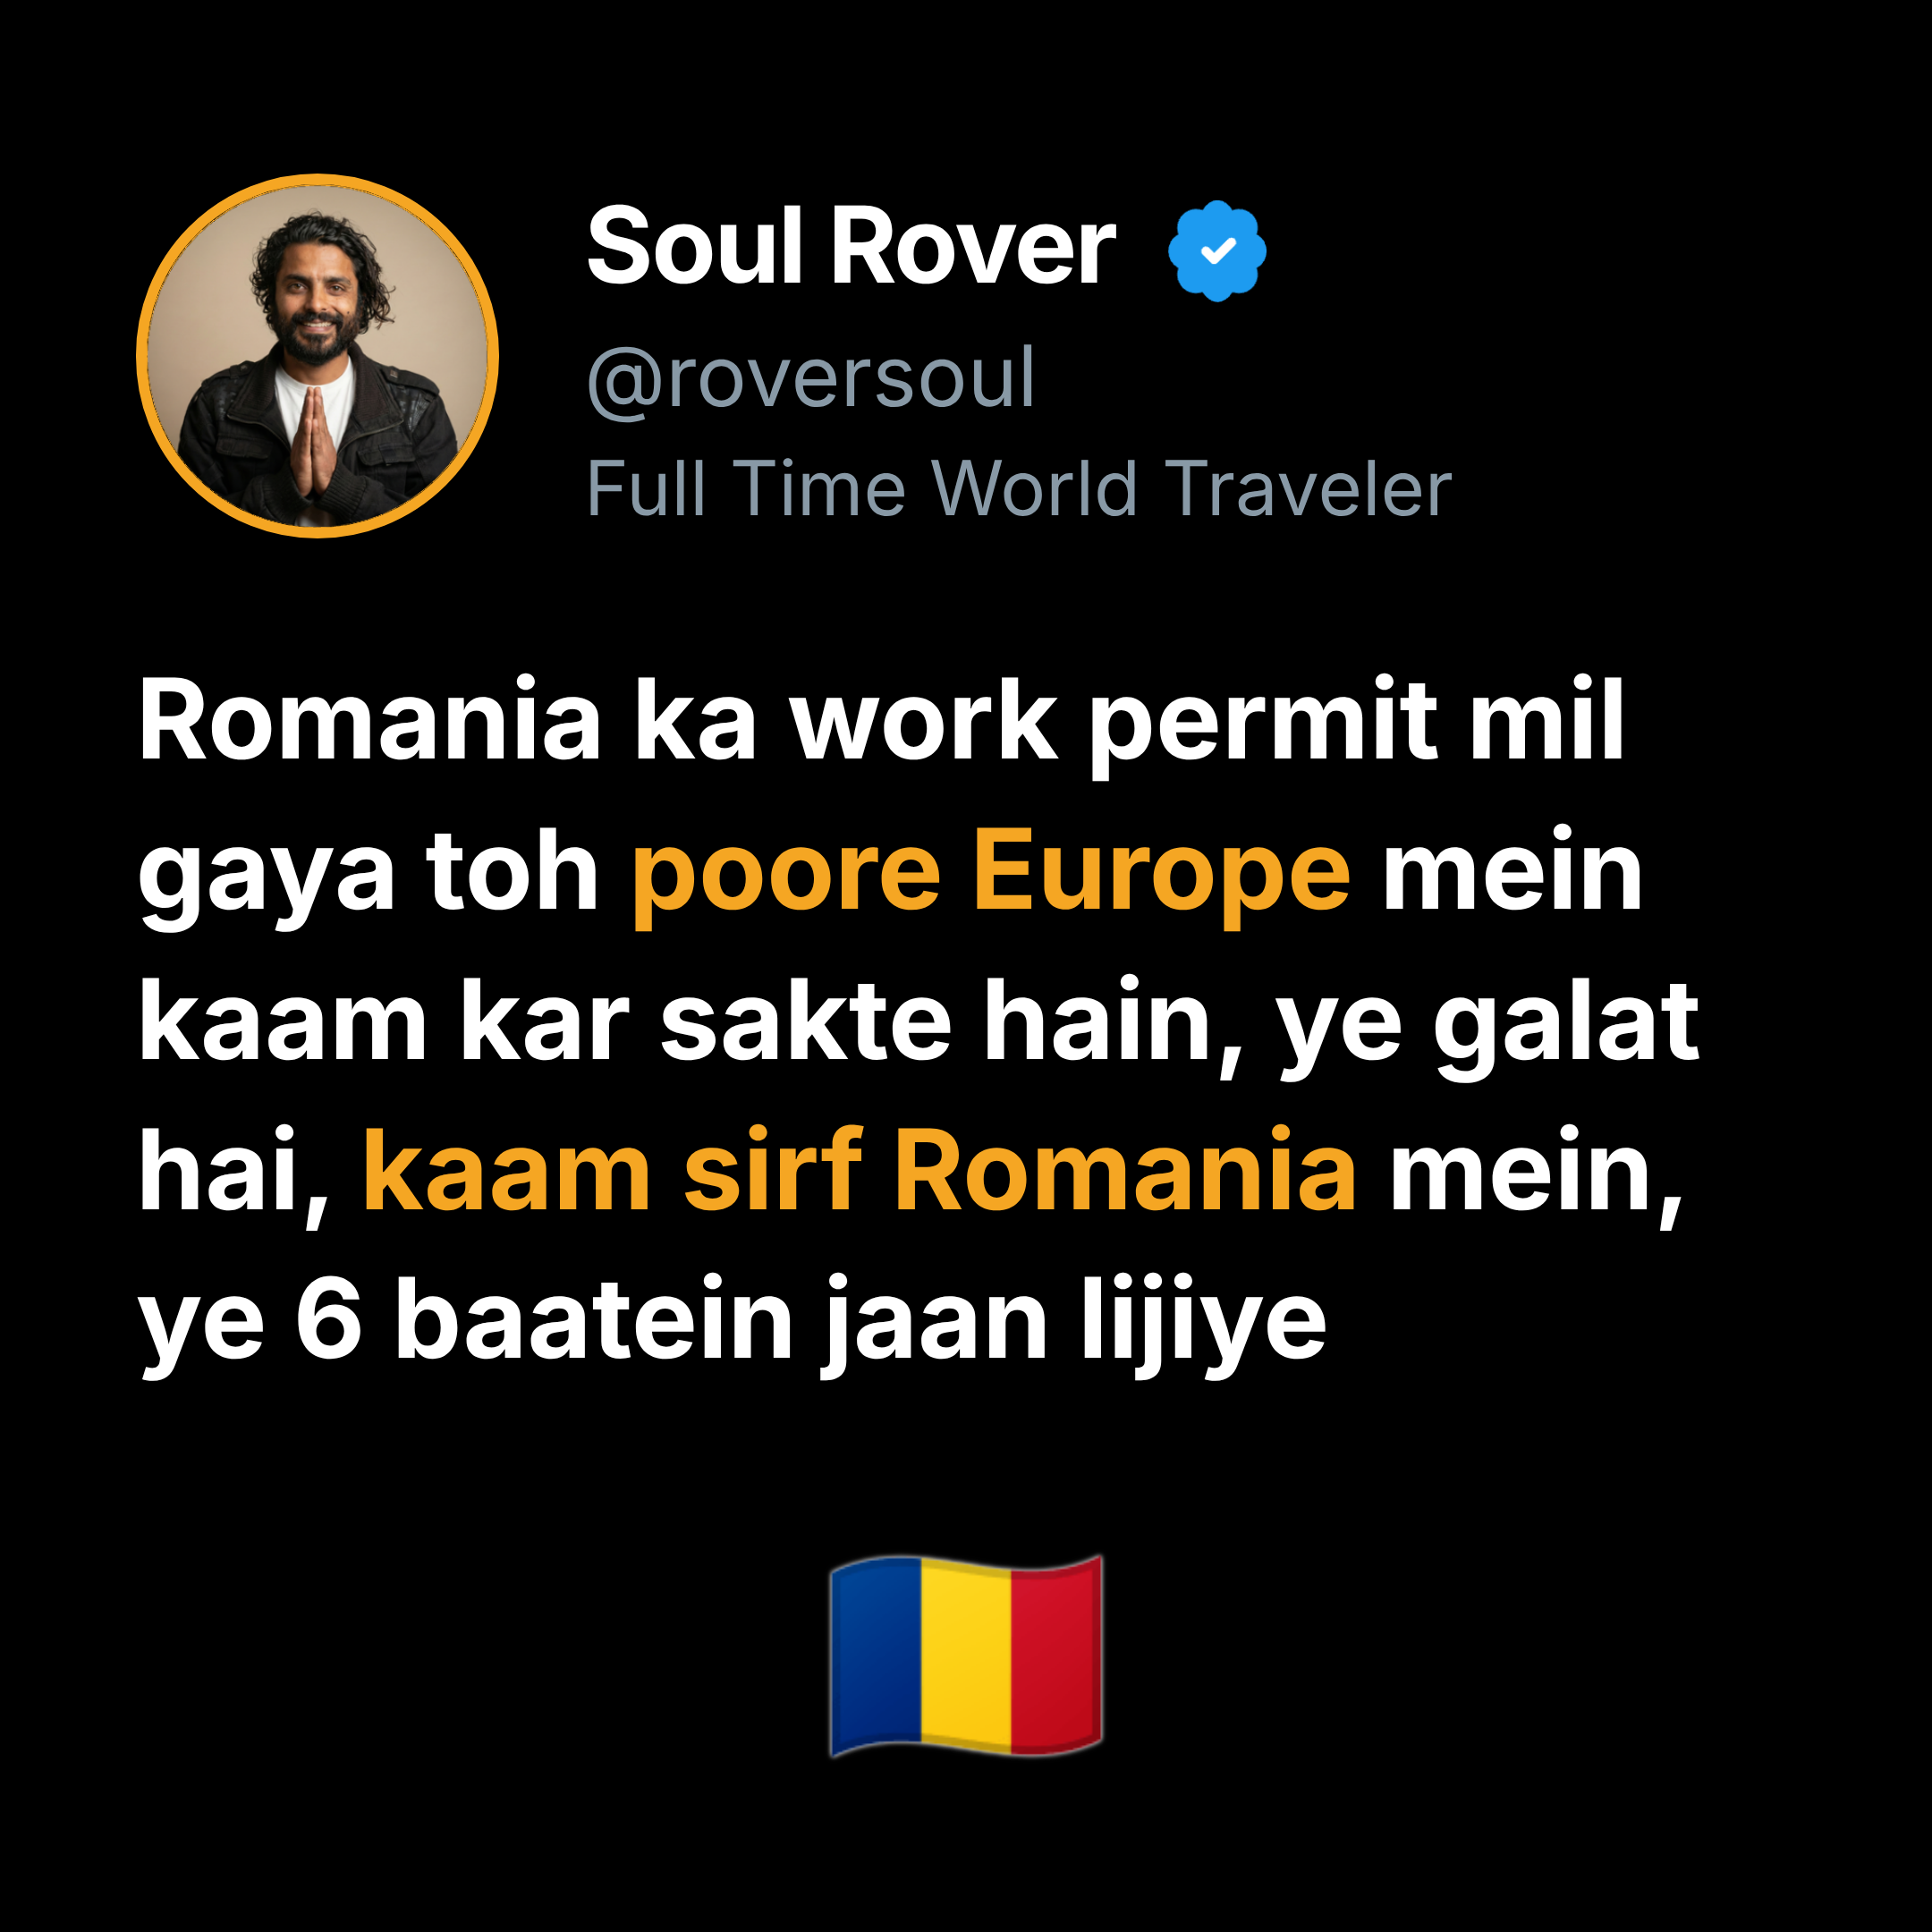 Soul Rover
@roversoul
Full Time World Traveler
Romania ka work permit mil
gaya toh poore Europe mein
kaam kar sakte hain, ye galat
hai, kaam sirf Romania mein,
ye 6 baatein jaan lijiye